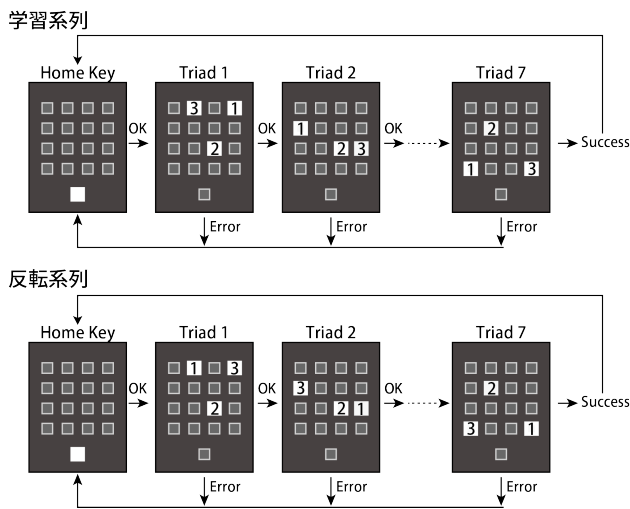 学習系列
Home Key Triad 1 Triad 2 Triad 7
3 1 1 2
OK OK OK
2 2 3 Success
1 3
Error Error Error
反転系列
Home Key Triad 1 Triad 2 Triad 7
1 3 3 2
OK OK OK
2 2 1 Success
3 1
Error Error Error